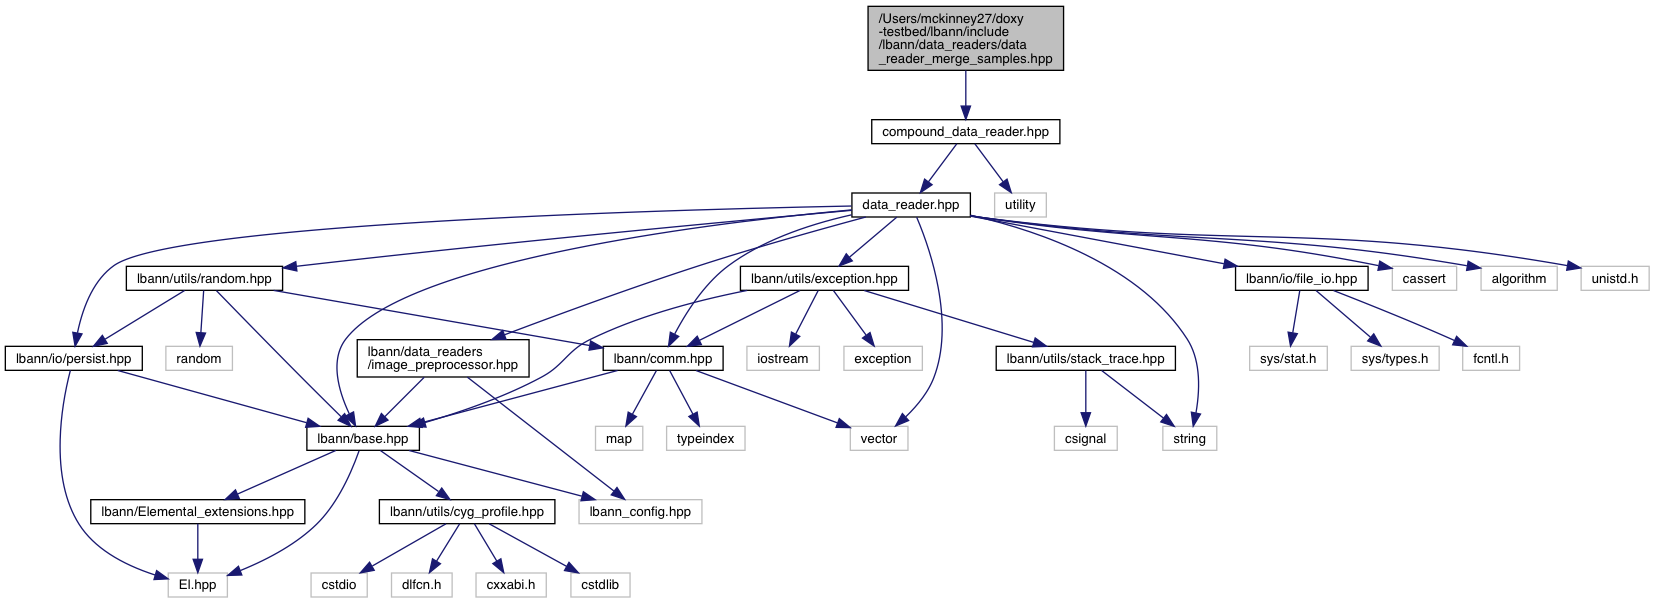 /Users/mckinney27/doxy
-testbed/lbann/include
/lbann/data_readers/data
_reader_merge_samples.hpp
compound_data_reader.hpp
data_reader.hpp
utility
lbann/utils/random.hpp
lbann/utils/exception.hpp
lbann/io/file_io.hpp
cassert
algorithm
unistd.h
lbann/io/persist.hpp
random
lbann/data_readers
/image_preprocessor.hpp
lbann/comm.hpp
iostream
exception
lbann/utils/stack_trace.hpp
sys/stat.h
sys/types.h
fcntl.h
lbann/base.hpp
map
typeindex
vector
csignal
string
lbann/Elemental_extensions.hpp
lbann/utils/cyg_profile.hpp
lbann_config.hpp
El.hpp
cstdio
dlfcn.h
cxxabi.h
cstdlib